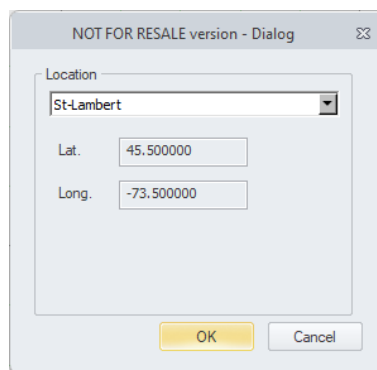 NOT FOR RESALE version - Dialog
Location
St-Lambert
Lat. 45.500000
Long. -73.500000
OK Cancel